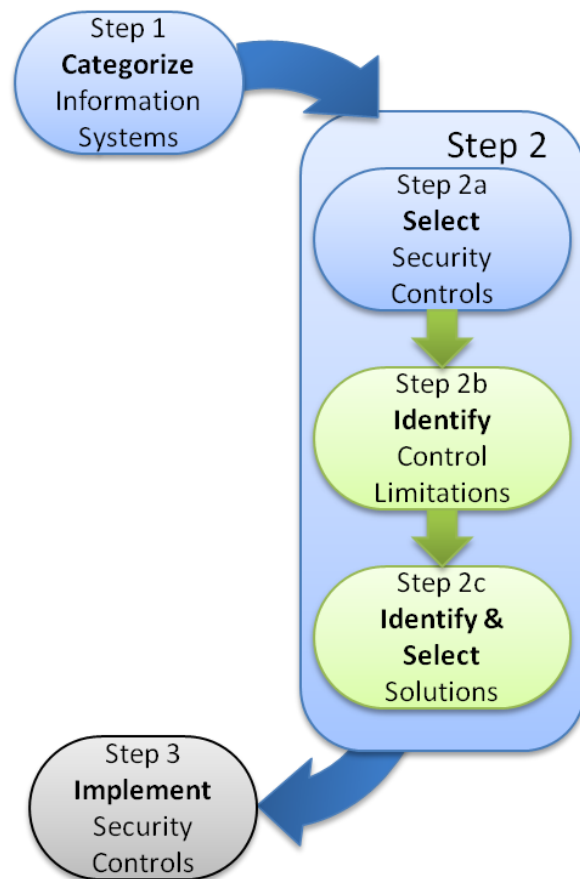 Step 1
Categorize
Information
Systems
Step 2
Step 2a
Select
Security
Controls
Step 2b
Identify
Control
Limitations
Step 2c
Identify &
Select
Solutions
Step 3
Implement
Security
Controls